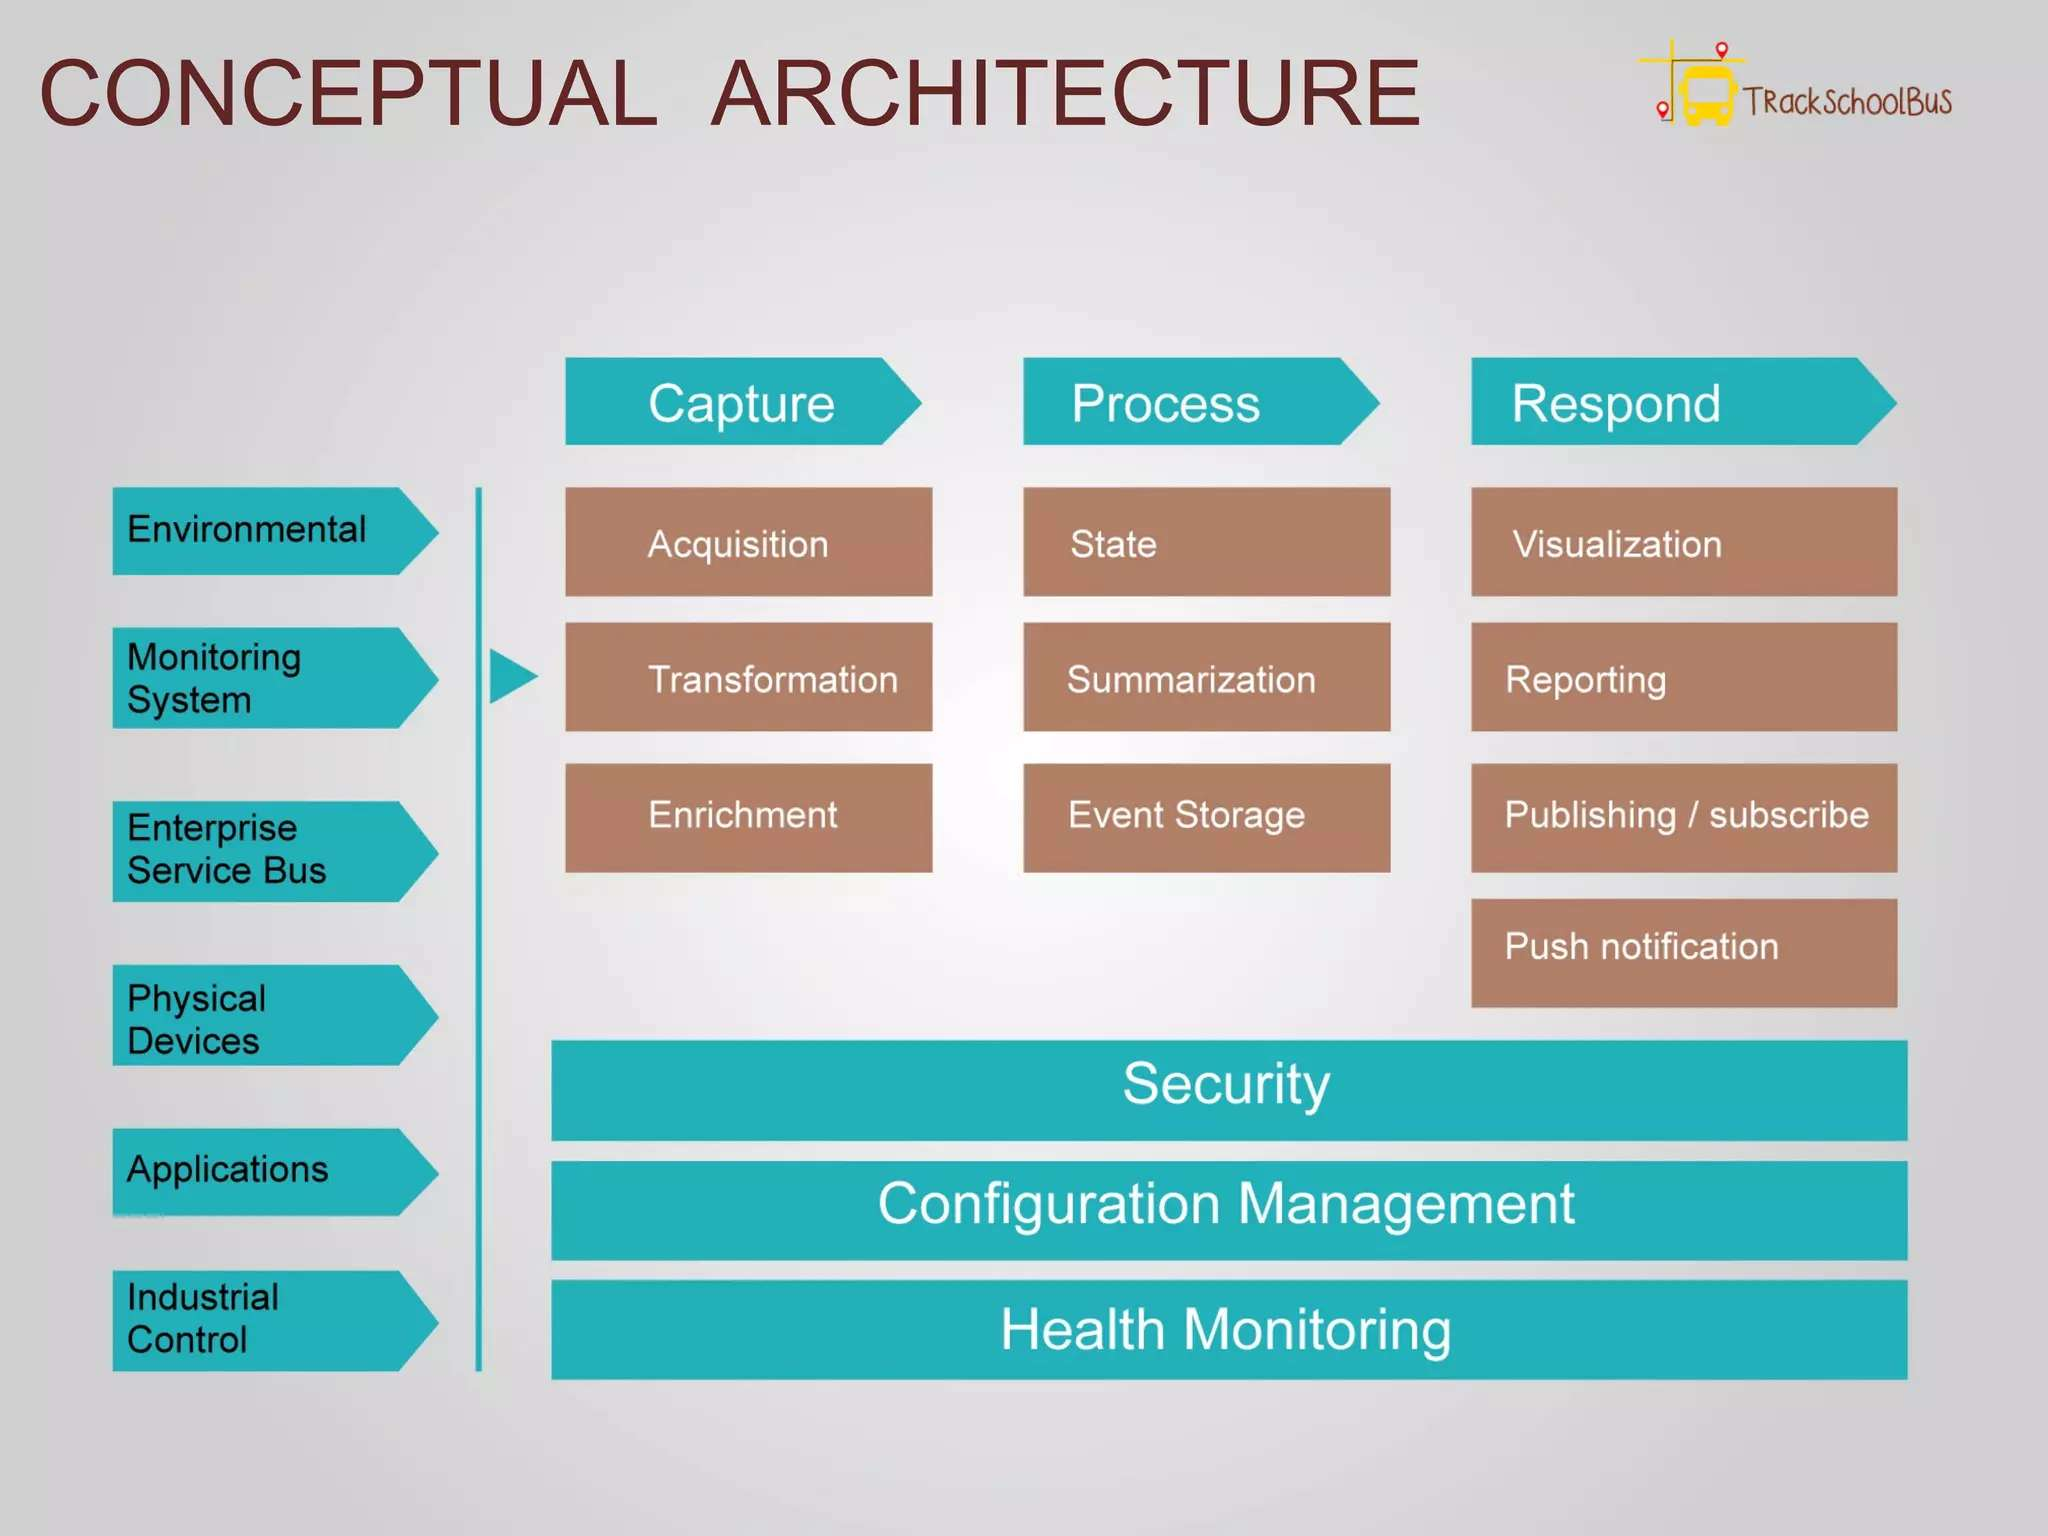 CONCEPTUAL ARCHITECTURE
TRackSchoolBus
Capture
Process
Respond
Environmental
Acquisition
State
Visualization
Monitoring
System
Transformation
Summarization
Reporting
Enterprise
Service Bus
Enrichment
Event Storage
Publishing / subscribe
Push notification
Physical
Devices
Security
Applications
Configuration Management
Industrial
Control
Health Monitoring